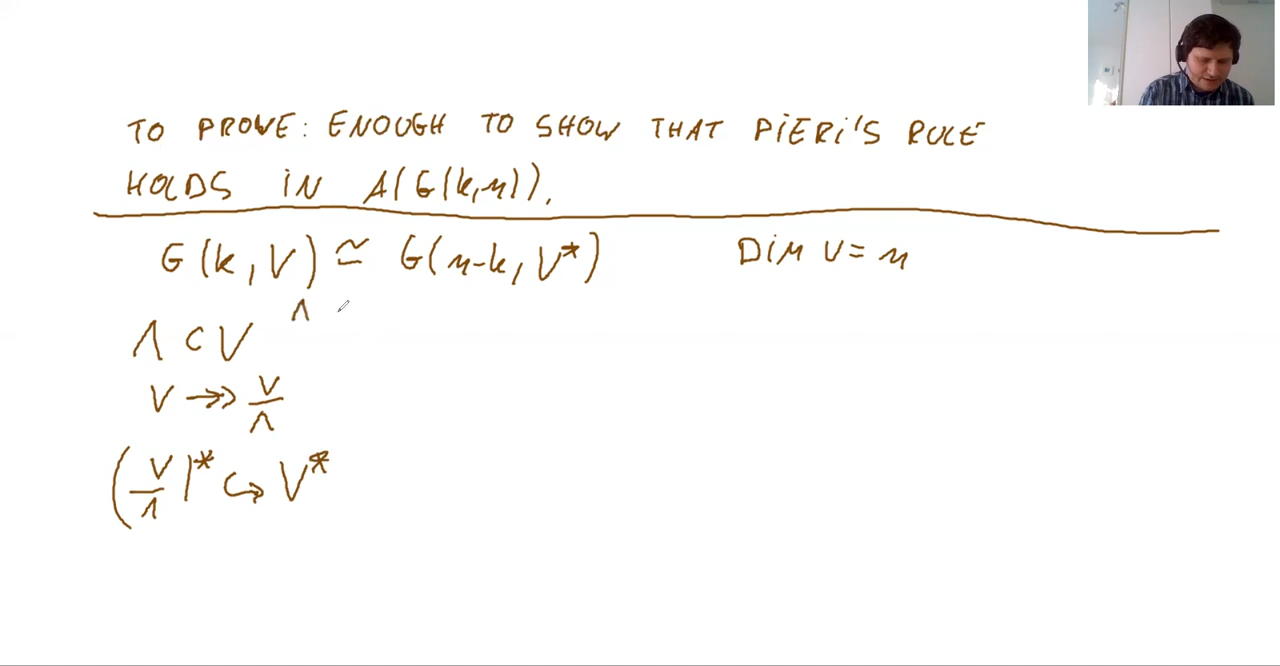 TO PROVE: ENOUGH TO SHOW THAT PIERI'S RULE
HOLDS IN A(G(k,n)).
G(k,V) ≃ G(n-k,V*) DIM V = n
Λ
Λ ⊂ V
V ↠ V/Λ
(V/Λ)* ↪ V*